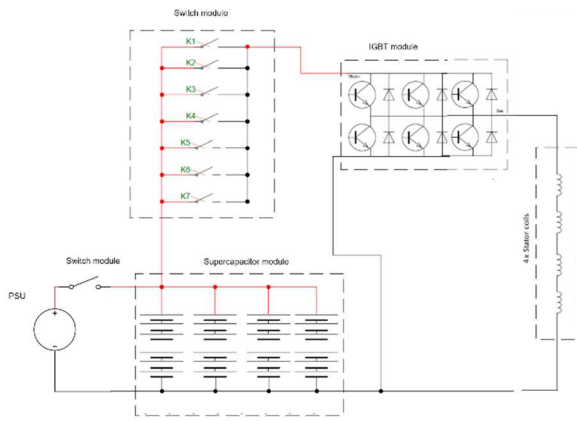 Switch module
K1
K2
K3
K4
K5
K6
K7
IGBT module
Switch module
PSU
+
−
Supercapacitor module
4x Stator coils